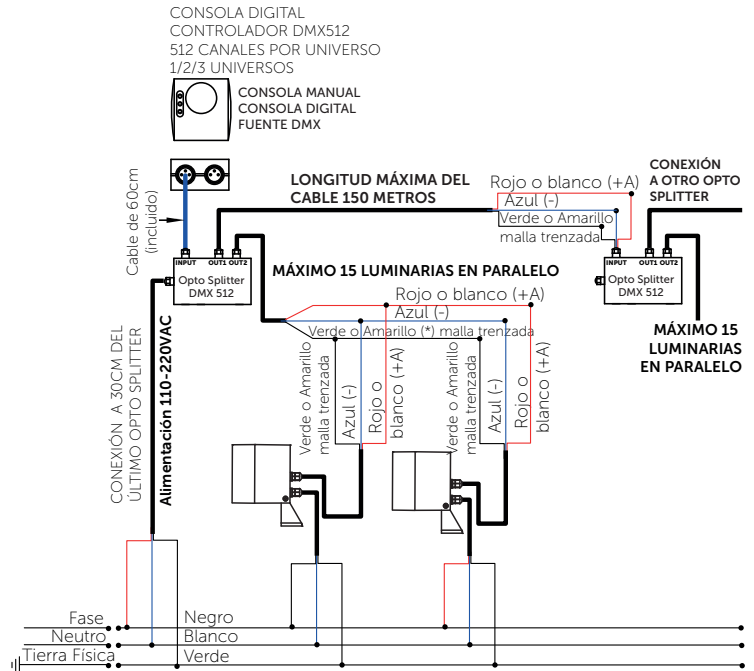 CONSOLA DIGITAL
CONTROLADOR DMX512
512 CANALES POR UNIVERSO
1/2/3 UNIVERSOS
CONSOLA MANUAL
CONSOLA DIGITAL
FUENTE DMX
Cable de 60cm
(incluido)
LONGITUD MÁXIMA DEL
CABLE 150 METROS
Rojo o blanco (+A)
Azul (-)
Verde o Amarillo
malla trenzada
CONEXIÓN
A OTRO OPTO
SPLITTER
INPUT OUT1 OUT2
Opto Splitter
DMX 512
INPUT OUT1 OUT2
Opto Splitter
DMX 512
MÁXIMO 15 LUMINARIAS EN PARALELO
Rojo o blanco (+A)
Azul (-)
Verde o Amarillo (*) malla trenzada
MÁXIMO 15
LUMINARIAS
EN PARALELO
CONEXIÓN A 30CM DEL
ÚLTIMO OPTO SPLITTER
Alimentación 110-220VAC
Verde o Amarillo
malla trenzada
Azul (-)
Rojo o
blanco (+A)
Verde o Amarillo
malla trenzada
Azul (-)
Rojo o
blanco (+A)
Fase Negro
Neutro Blanco
Tierra Física Verde